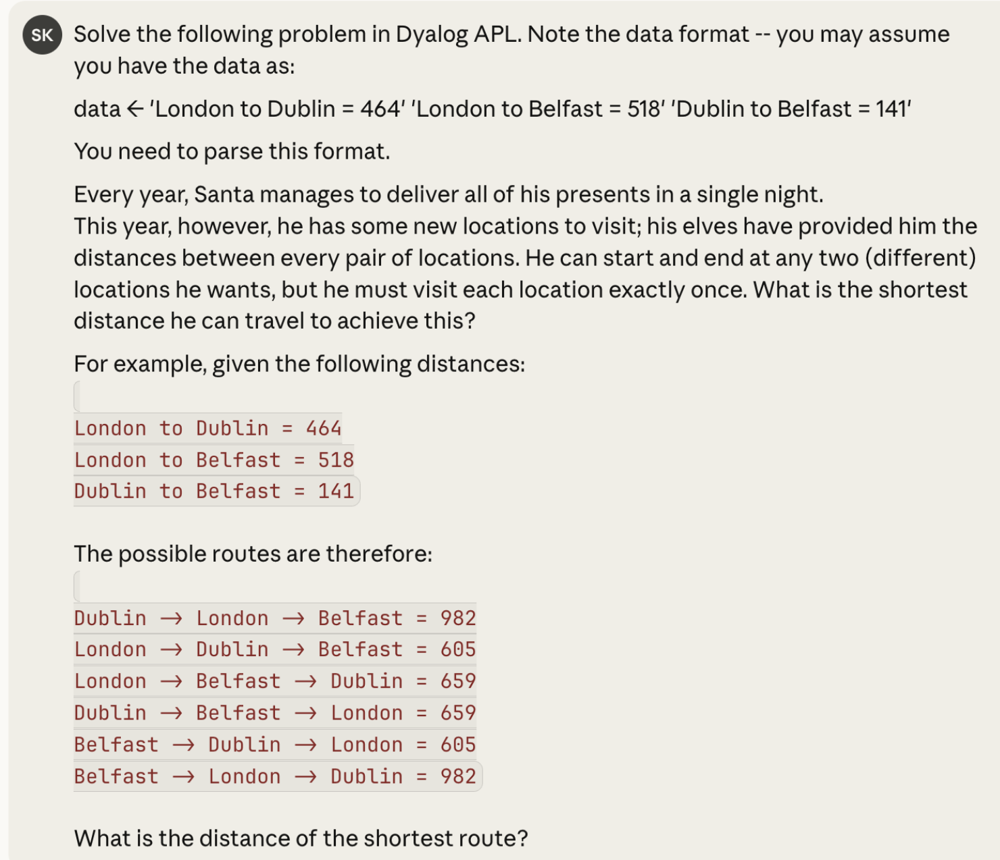 SK
Solve the following problem in Dyalog APL. Note the data format -- you may assume
you have the data as:
data ← 'London to Dublin = 464' 'London to Belfast = 518' 'Dublin to Belfast = 141'
You need to parse this format.
Every year, Santa manages to deliver all of his presents in a single night.
This year, however, he has some new locations to visit; his elves have provided him the
distances between every pair of locations. He can start and end at any two (different)
locations he wants, but he must visit each location exactly once. What is the shortest
distance he can travel to achieve this?
For example, given the following distances:
London to Dublin = 464
London to Belfast = 518
Dublin to Belfast = 141
The possible routes are therefore:
Dublin -> London -> Belfast = 982
London -> Dublin -> Belfast = 605
London -> Belfast -> Dublin = 659
Dublin -> Belfast -> London = 659
Belfast -> Dublin -> London = 605
Belfast -> London -> Dublin = 982
What is the distance of the shortest route?